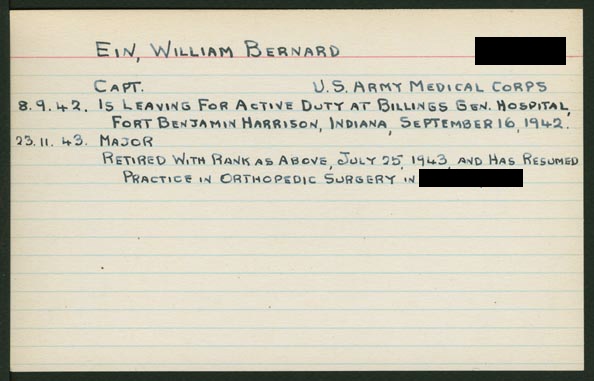 EIN, WILLIAM BERNARD
CAPT. U.S. ARMY MEDICAL CORPS
8.9.42. IS LEAVING FOR ACTIVE DUTY AT BILLINGS GEN. HOSPITAL,
FORT BENJAMIN HARRISON, INDIANA, SEPTEMBER 16, 1942.
23.11.43. MAJOR
RETIRED WITH RANK AS ABOVE, JULY 25, 1943, AND HAS RESUMED
PRACTICE IN ORTHOPEDIC SURGERY IN